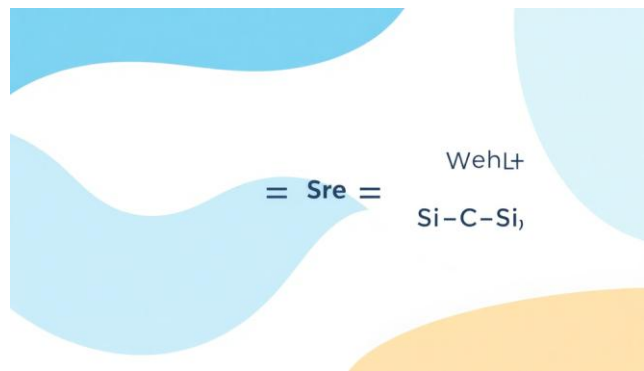 WehL+
= Sre =
Si–C–Si,